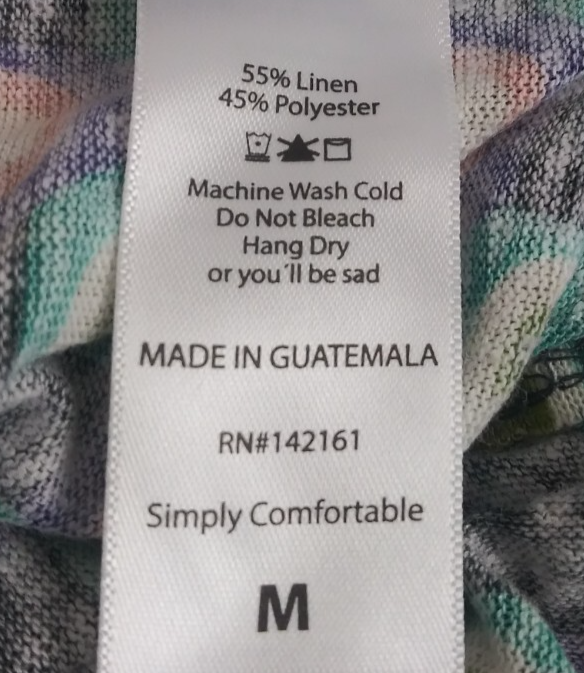 55% Linen
45% Polyester
Machine Wash Cold
Do Not Bleach
Hang Dry
or you´ll be sad
MADE IN GUATEMALA
RN#142161
Simply Comfortable
M